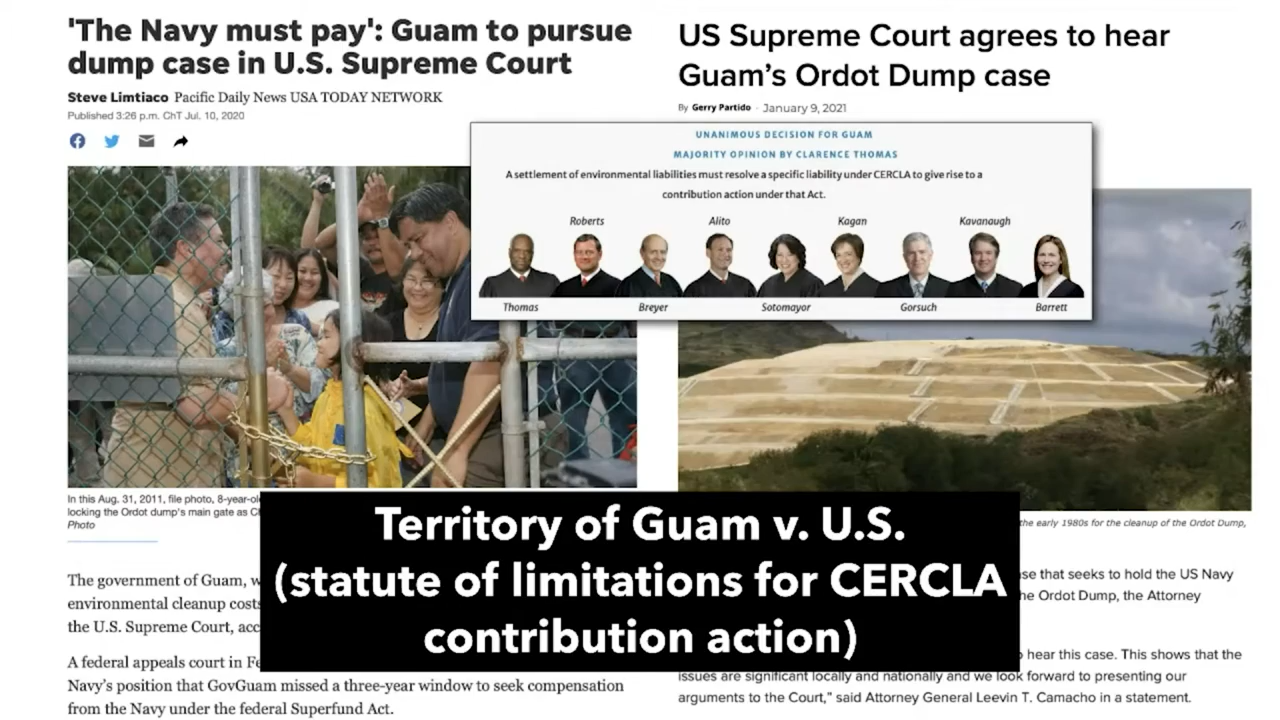 'The Navy must pay': Guam to pursue
dump case in U.S. Supreme Court
Steve Limtiaco Pacific Daily News USA TODAY NETWORK
Published 3:26 p.m. ChT Jul. 10, 2020
US Supreme Court agrees to hear
Guam's Ordot Dump case
By Gerry Partido - January 9, 2021
UNANIMOUS DECISION FOR GUAM
MAJORITY OPINION BY CLARENCE THOMAS
A settlement of environmental liabilities must resolve a specific liability under CERCLA to give rise to a
contribution action under that Act.
Roberts Alito Kagan Kavanaugh
Thomas Breyer Sotomayor Gorsuch Barrett
In this Aug. 31, 2011, file photo, 8-year-
locking the Ordot dump's main gate as
Photo
the early 1980s for the cleanup of the Ordot Dump,
Territory of Guam v. U.S.
(statute of limitations for CERCLA
contribution action)
The government of Guam,
environmental cleanup costs
the U.S. Supreme Court,
A federal appeals court in
Navy's position that GovGuam missed a three-year window to seek compensation
from the Navy under the federal Superfund Act.
that seeks to hold the US Navy
the Ordot Dump, the Attorney
hear this case. This shows that the
issues are significant locally and nationally and we look forward to presenting our
arguments to the Court," said Attorney General Leevin T. Camacho in a statement.